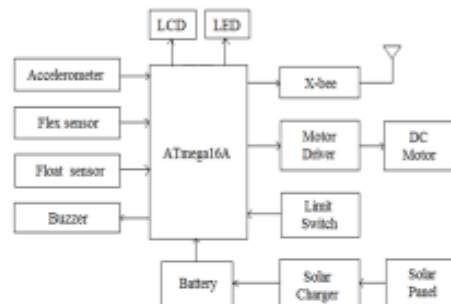 LCD
LED
Accelerometer
X-bee
Flex sensor
ATmega16A
Motor
Driver
DC
Motor
Float sensor
Buzzer
Limit
Switch
Battery
Solar
Charger
Solar
Panel